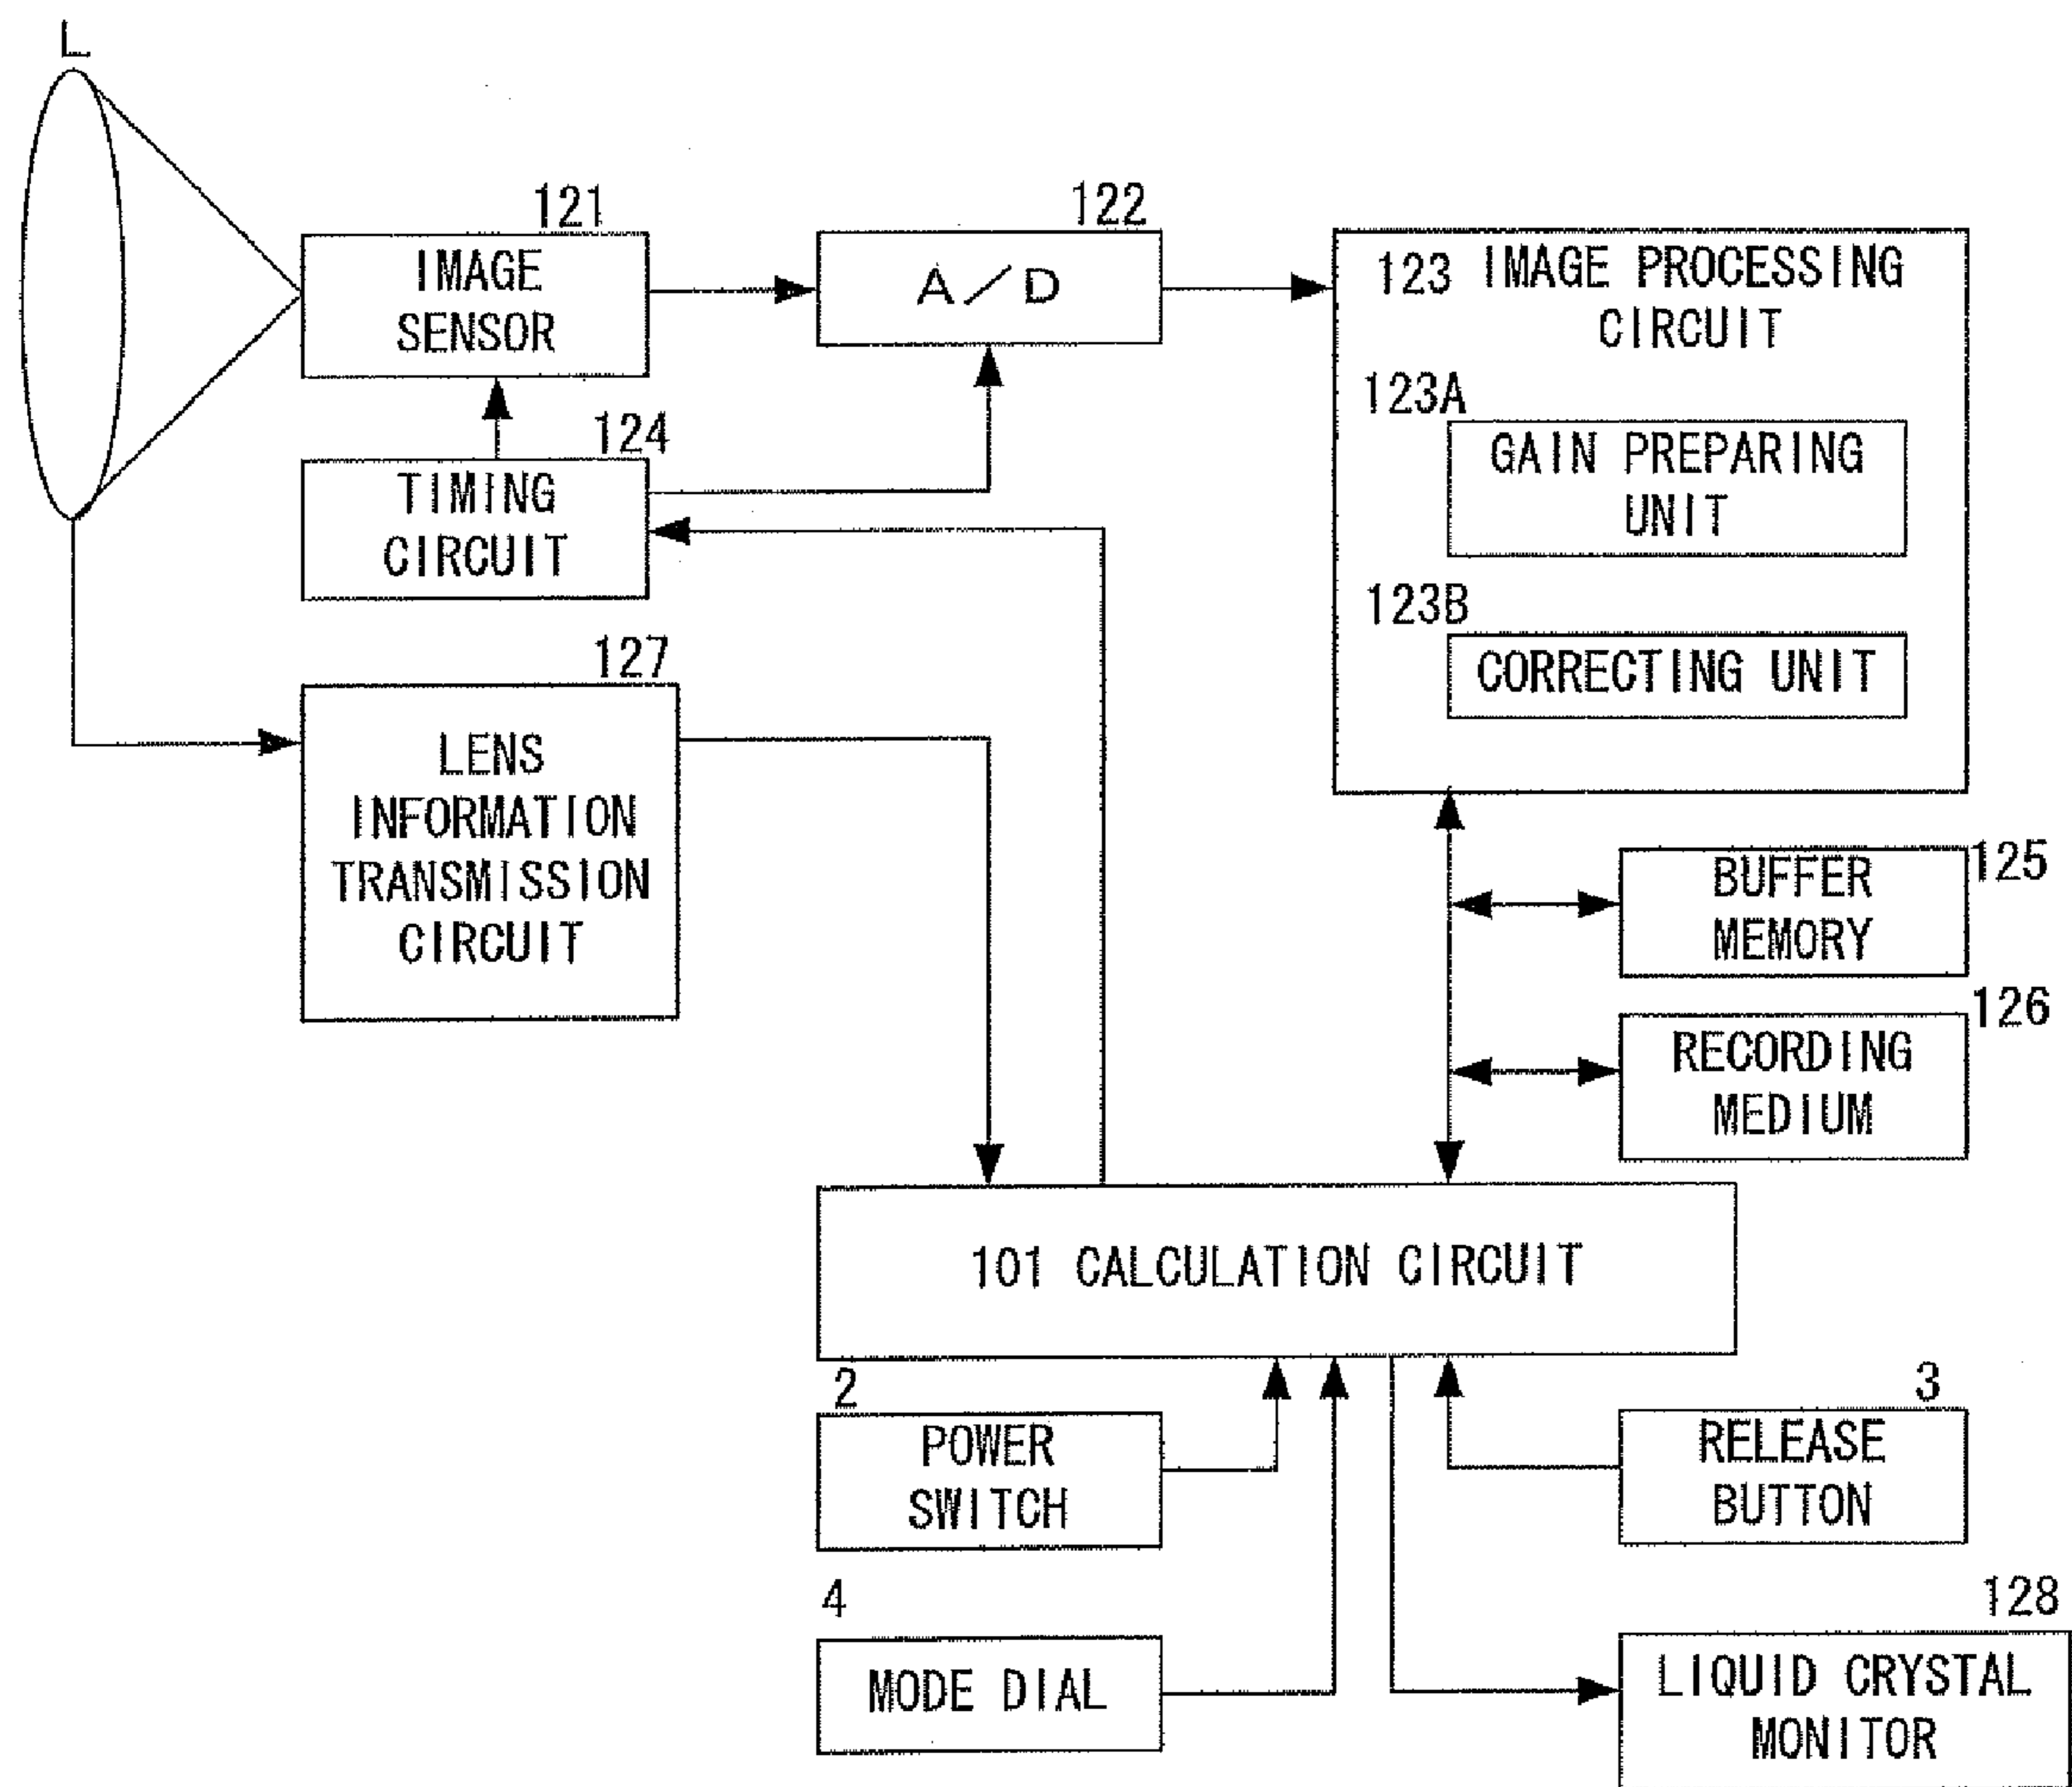 L
121
IMAGE
SENSOR
122
A/D
123 IMAGE PROCESSING
CIRCUIT
123A
GAIN PREPARING
UNIT
123B
CORRECTING UNIT
124
TIMING
CIRCUIT
127
LENS
INFORMATION
TRANSMISSION
CIRCUIT
125
BUFFER
MEMORY
126
RECORDING
MEDIUM
101 CALCULATION CIRCUIT
2
POWER
SWITCH
3
RELEASE
BUTTON
4
MODE DIAL
128
LIQUID CRYSTAL
MONITOR